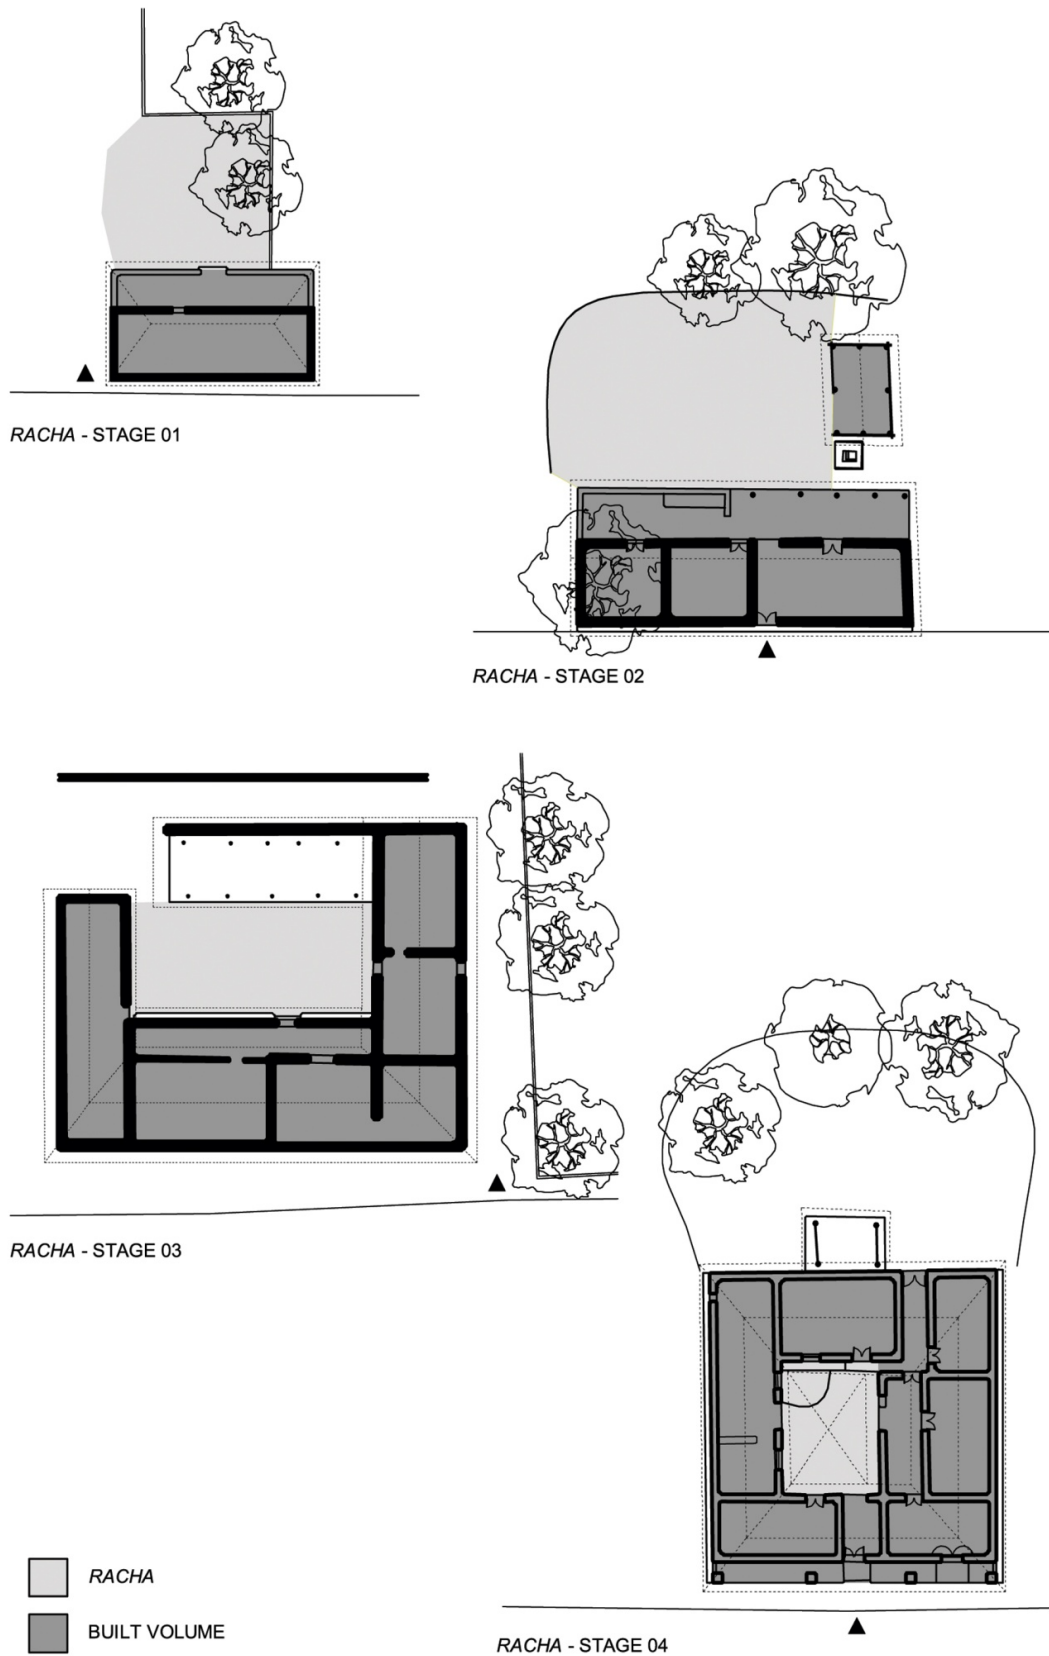 RACHA - STAGE 01
RACHA - STAGE 02
RACHA - STAGE 03
RACHA
BUILT VOLUME
RACHA - STAGE 04